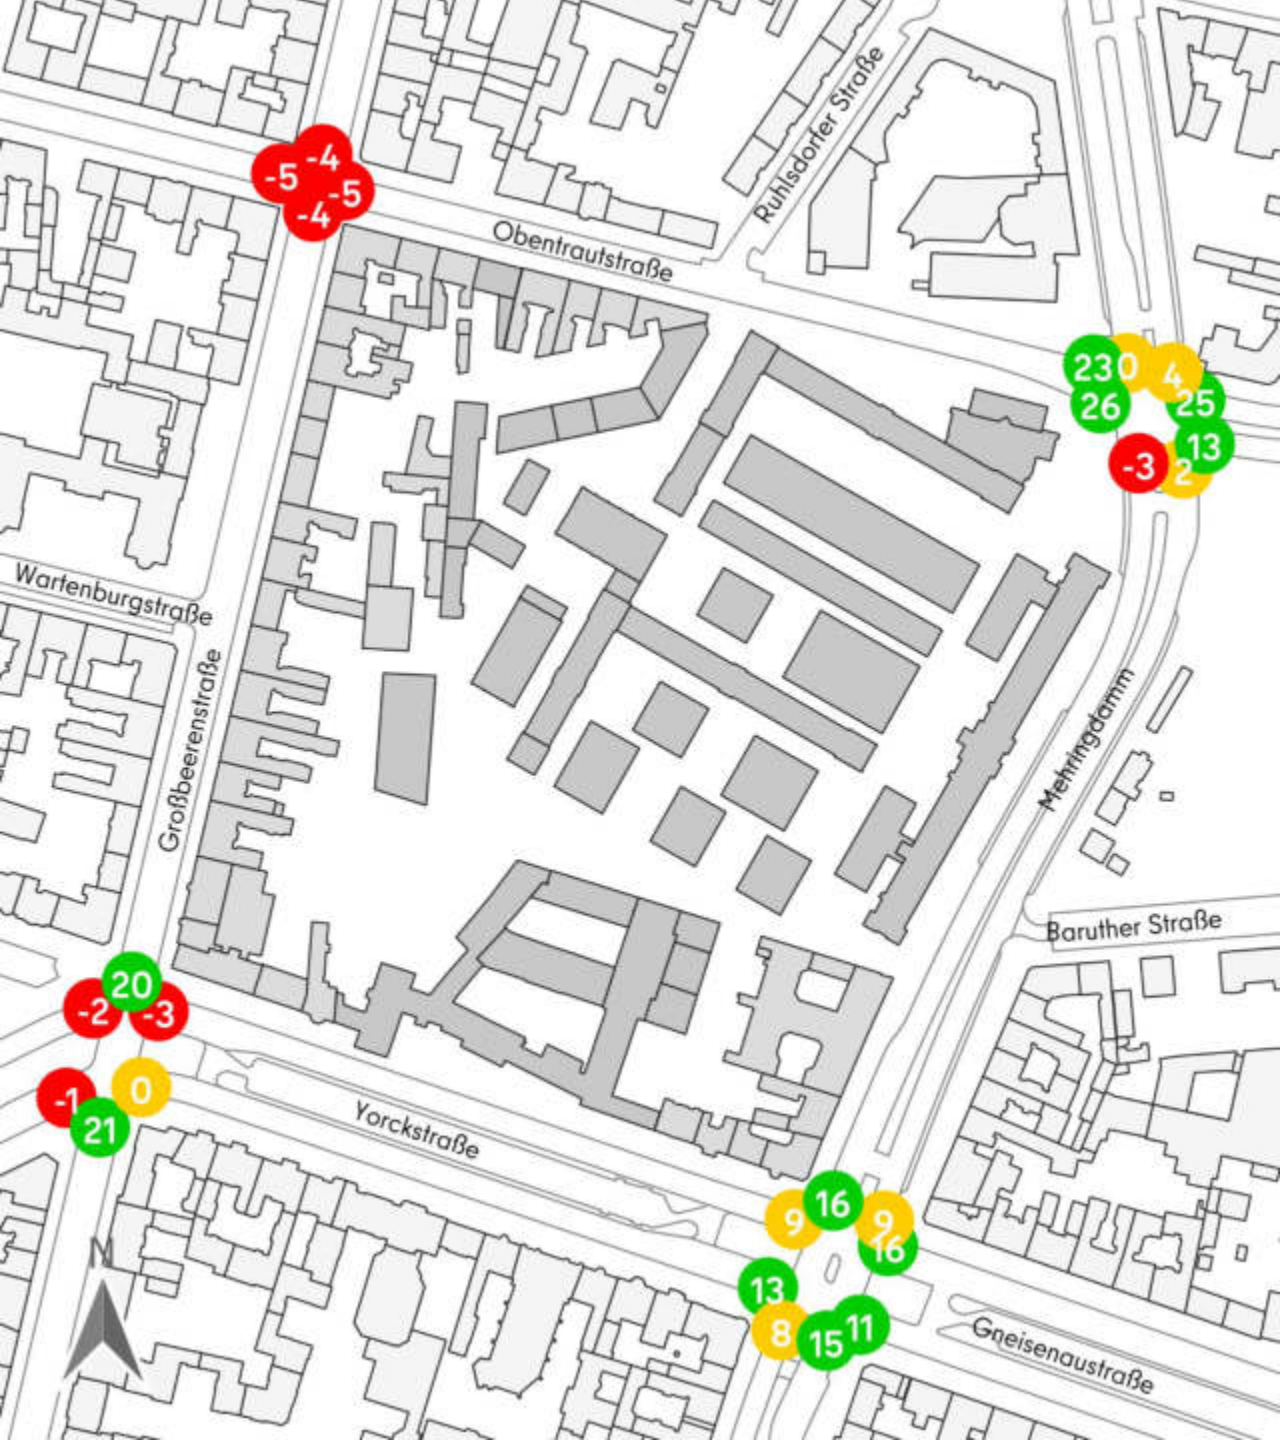 Ruhlsdorfer Straße
-4
-5
-5
-4
Obentrautstraße
23
0
4
26
25
13
-3
2
Wartenburgstraße
Großbeerenstraße
Mehringdamm
Baruther Straße
20
-2
-3
-1
0
21
Yorckstraße
16
9
9
16
13
8
15
11
N
Gneisenaustraße